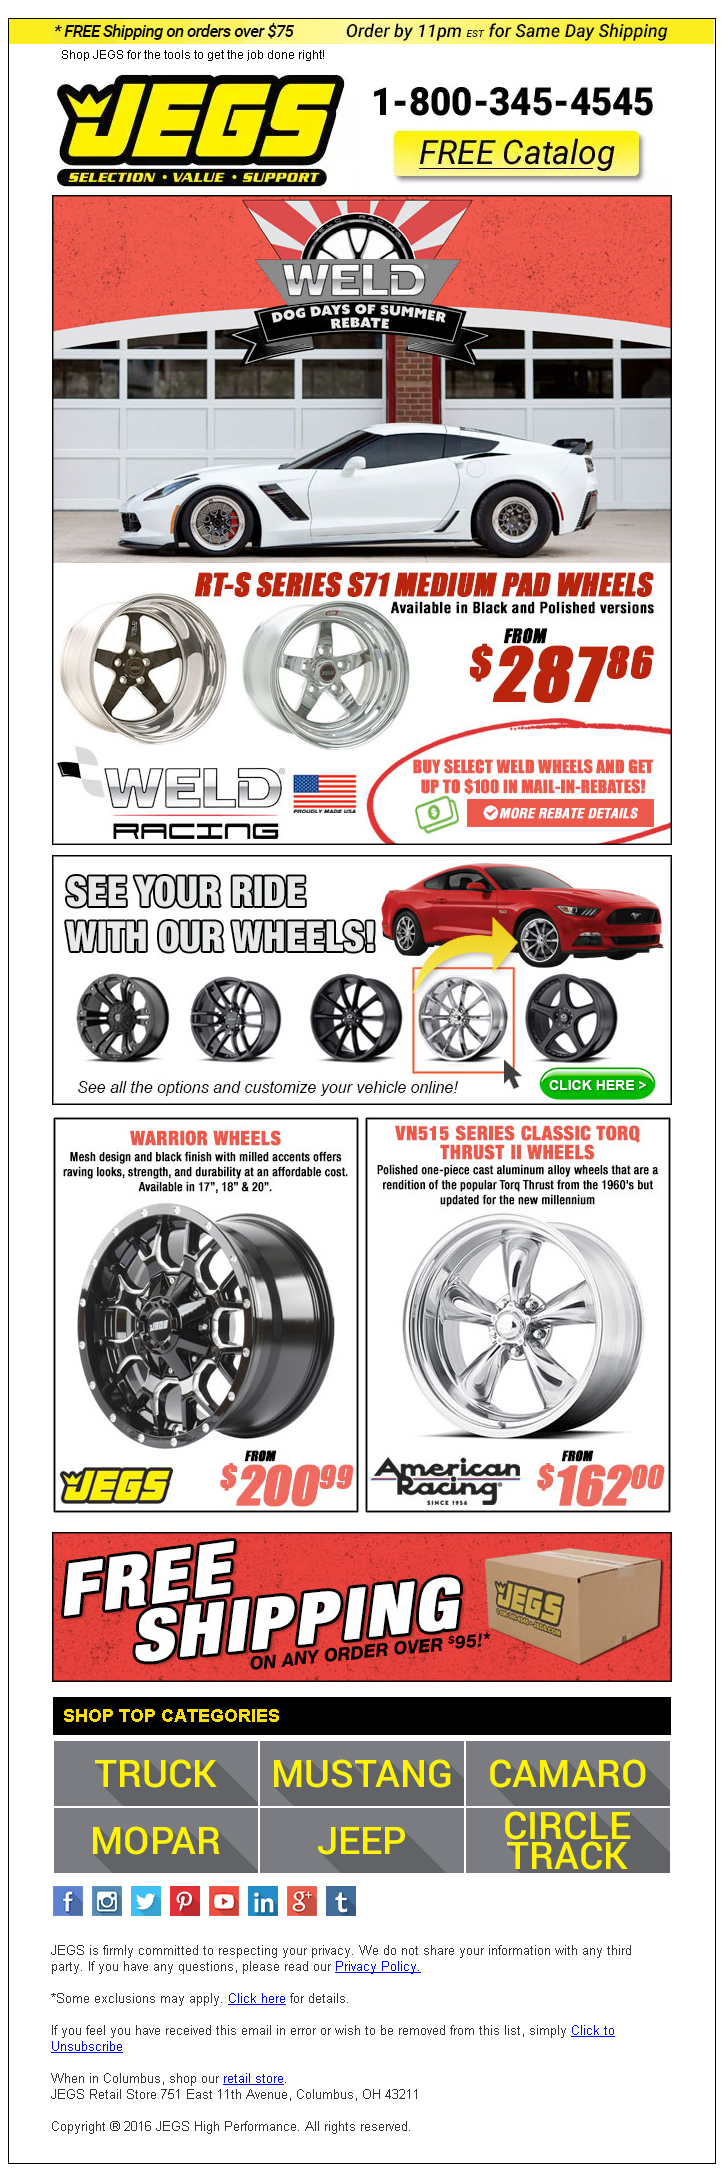 * FREE Shipping on orders over $75
Order by 11pm EST for Same Day Shipping
Shop JEGS for the tools to get the job done right!
JEGS
SELECTION • VALUE • SUPPORT
1-800-345-4545
FREE Catalog
WELD RACING
WELD
DOG DAYS OF SUMMER
REBATE
RT-S SERIES S71 MEDIUM PAD WHEELS
Available in Black and Polished versions
FROM
$28786
WELD®
RACING
PROUDLY MADE USA
BUY SELECT WELD WHEELS AND GET
UP TO $100 IN MAIL-IN-REBATES!
MORE REBATE DETAILS
SEE YOUR RIDE
WITH OUR WHEELS!
See all the options and customize your vehicle online!
CLICK HERE >
WARRIOR WHEELS
Mesh design and black finish with milled accents offers
raving looks, strength, and durability at an affordable cost.
Available in 17”, 18” & 20”.
JEGS
JEGS
FROM
$20099
VN515 SERIES CLASSIC TORQ
THRUST II WHEELS
Polished one-piece cast aluminum alloy wheels that are a
rendition of the popular Torq Thrust from the 1960's but
updated for the new millennium
American
Racing®
SINCE 1956
FROM
$16200
FREE
SHIPPING
ON ANY ORDER OVER $95!*
JEGS
1-800-345-4545 • JEGS.COM
SHOP TOP CATEGORIES
TRUCK
MUSTANG
CAMARO
MOPAR
JEEP
CIRCLE
TRACK
JEGS is firmly committed to respecting your privacy. We do not share your information with any third
party. If you have any questions, please read our Privacy Policy.
*Some exclusions may apply. Click here for details.
If you feel you have received this email in error or wish to be removed from this list, simply Click to
Unsubscribe
When in Columbus, shop our retail store.
JEGS Retail Store 751 East 11th Avenue, Columbus, OH 43211
Copyright ® 2016 JEGS High Performance. All rights reserved.